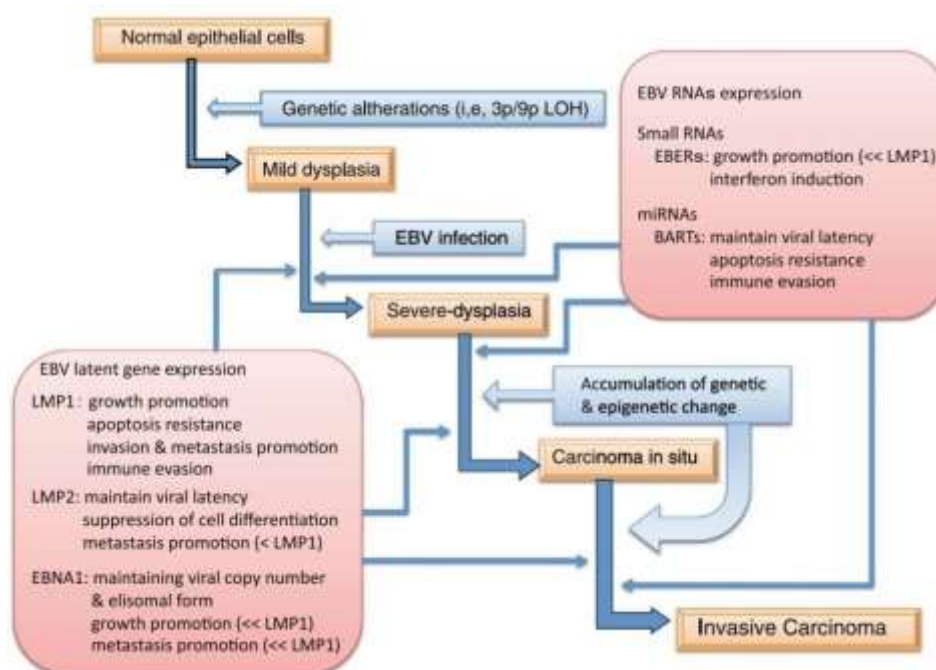 Normal epithelial cells
Genetic altherations (i,e, 3p/9p LOH)
Mild dysplasia
EBV infection
Severe-dysplasia
Accumulation of genetic
& epigenetic change
Carcinoma in situ
Invasive Carcinoma
EBV RNAs expression
Small RNAs
EBERs: growth promotion (<< LMP1)
interferon induction
miRNAs
BARTs: maintain viral latency
apoptosis resistance
immune evasion
EBV latent gene expression
LMP1: growth promotion
apoptosis resistance
invasion & metastasis promotion
immune evasion
LMP2: maintain viral latency
suppression of cell differentiation
metastasis promotion (< LMP1)
EBNA1: maintaining viral copy number
& elisomal form
growth promotion (<< LMP1)
metastasis promotion (<< LMP1)